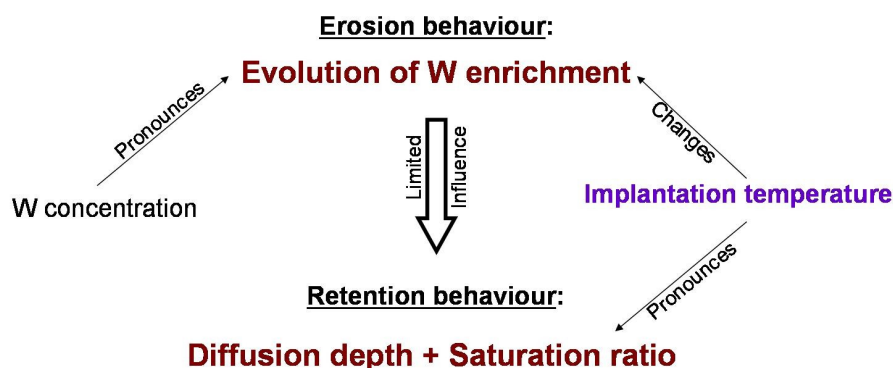 Erosion behaviour:
Evolution of W enrichment
Pronounces
Changes
Limited
Influence
W concentration
Implantation temperature
Pronounces
Retention behaviour:
Diffusion depth + Saturation ratio